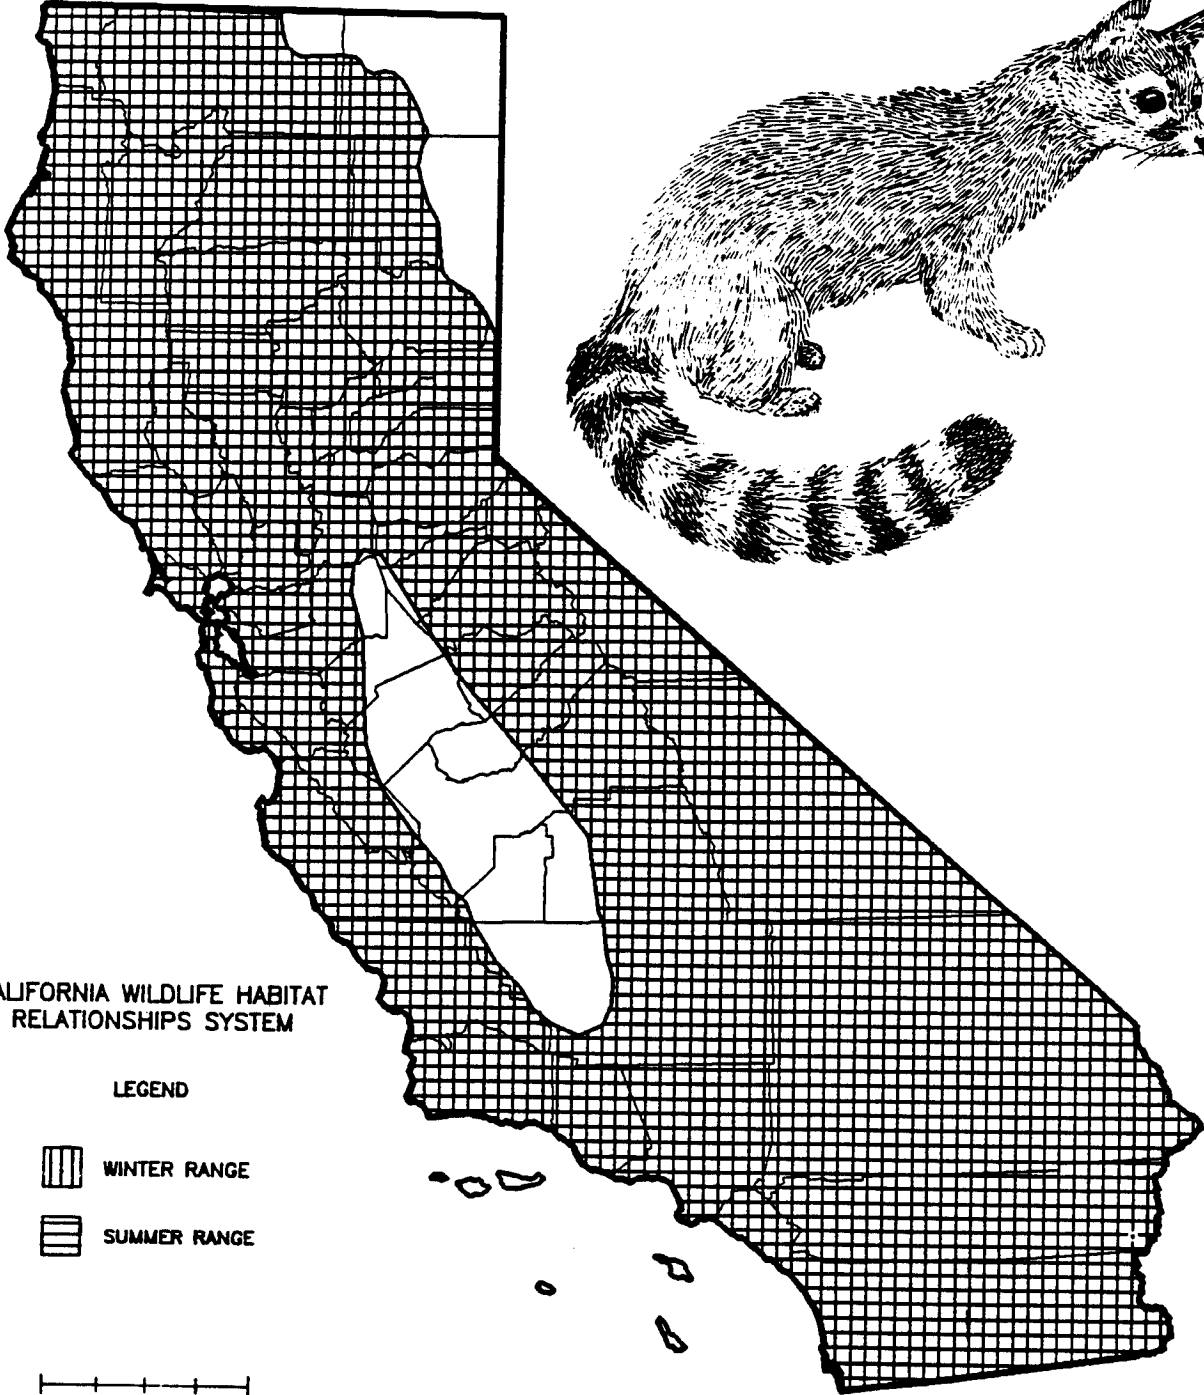 ALIFORNIA WILDLIFE HABITAT
RELATIONSHIPS SYSTEM
LEGEND
WINTER RANGE
SUMMER RANGE